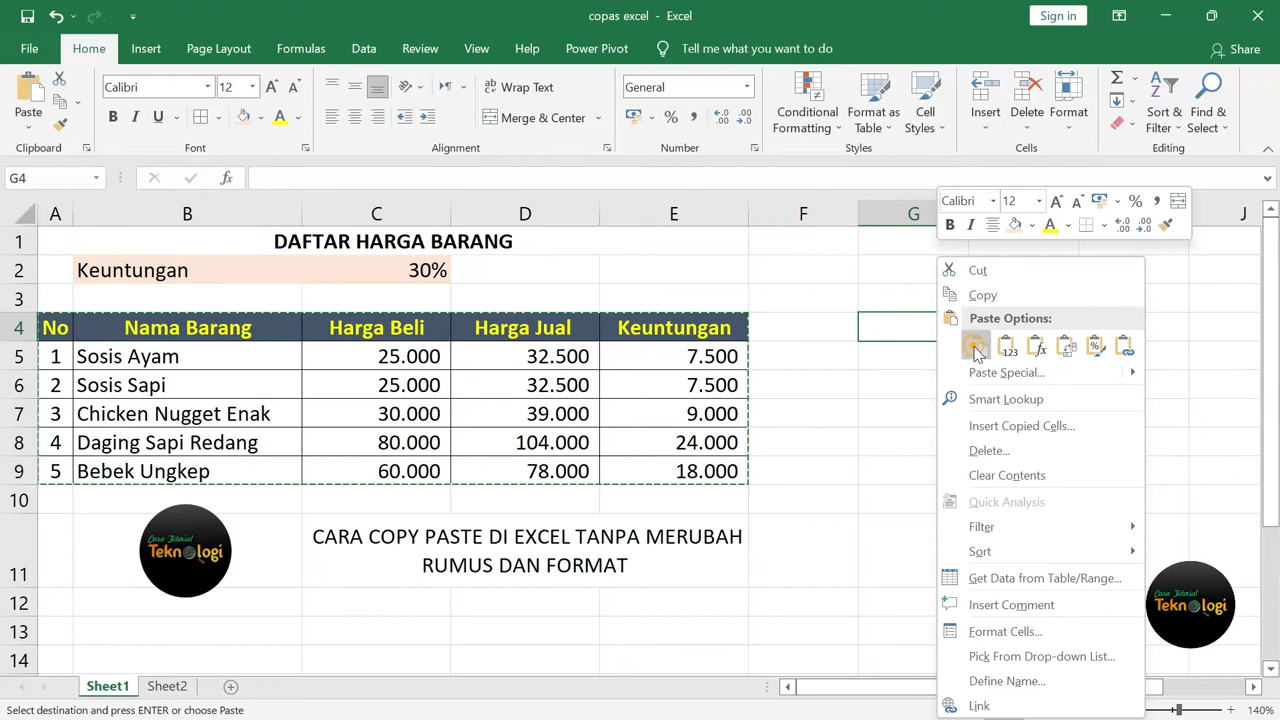 copas excel - Excel
Sign in
File Home Insert Page Layout Formulas Data Review View Help Power Pivot Tell me what you want to do Share
Calibri 12 Wrap Text General
Paste Merge & Center Conditional Formatting Format as Table Cell Styles Insert Delete Format Sort & Filter Find & Select
Clipboard Font Alignment Number Styles Cells Editing
G4 fx
Calibri 12
A B C D E F G J
1 DAFTAR HARGA BARANG
2 Keuntungan 30%
3
4 No Nama Barang Harga Beli Harga Jual Keuntungan
5 1 Sosis Ayam 25.000 32.500 7.500
6 2 Sosis Sapi 25.000 32.500 7.500
7 3 Chicken Nugget Enak 30.000 39.000 9.000
8 4 Daging Sapi Redang 80.000 104.000 24.000
9 5 Bebek Ungkep 60.000 78.000 18.000
10
Cara Tutorial
Teknologi
CARA COPY PASTE DI EXCEL TANPA MERUBAH
RUMUS DAN FORMAT
11
12
13
14
Cut
Copy
Paste Options:
123 fx %
Paste Special...
Smart Lookup
Insert Copied Cells...
Delete...
Clear Contents
Quick Analysis
Filter
Sort
Get Data from Table/Range...
Insert Comment
Format Cells...
Pick From Drop-down List...
Define Name...
Link
Cara Tutorial
Teknologi
Sheet1 Sheet2
Select destination and press ENTER or choose Paste 140%